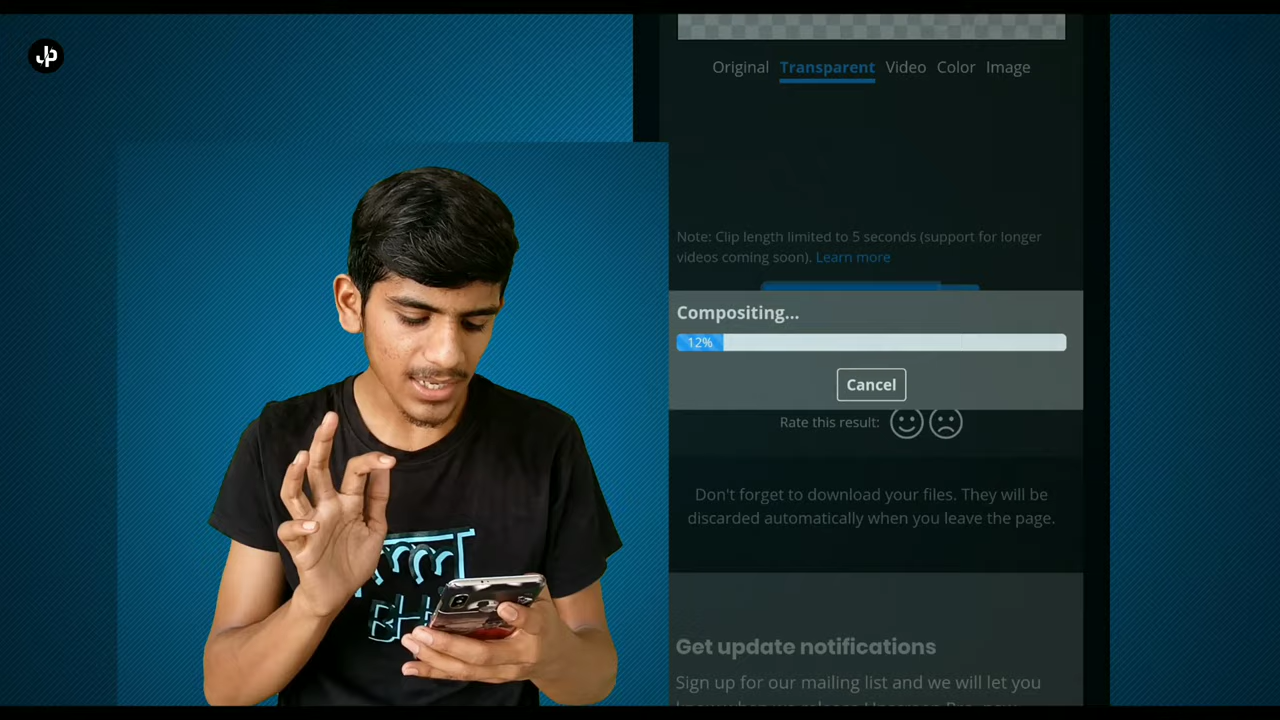 Jp
Original Transparent Video Color Image
Note: Clip length limited to 5 seconds (support for longer
videos coming soon). Learn more
Compositing...
12%
Cancel
Rate this result:
Don't forget to download your files. They will be
discarded automatically when you leave the page.
Get update notifications
Sign up for our mailing list and we will let you